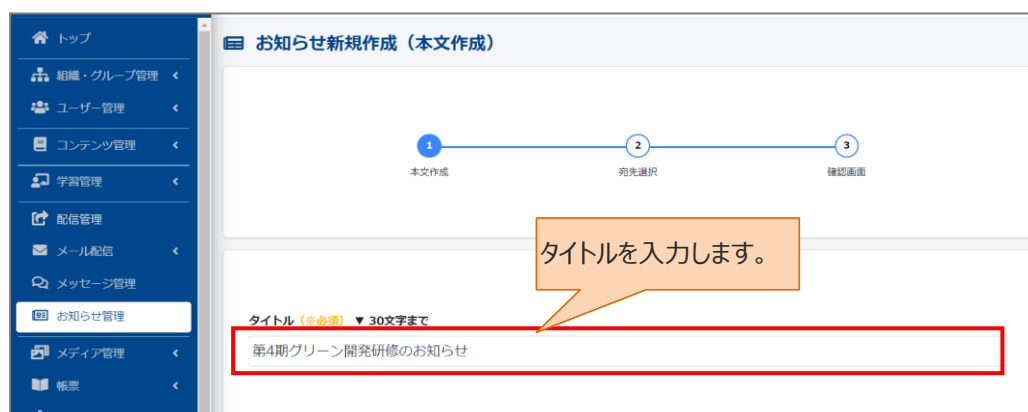 トップ
組織・グループ管理
ユーザー管理
コンテンツ管理
学習管理
配信管理
メール配信
メッセージ管理
お知らせ管理
メディア管理
帳票
お知らせ新規作成（本文作成）
1
2
3
本文作成
宛先選択
確認画面
タイトルを入力します。
タイトル（※必須）▼ 30文字まで
第4期グリーン開発研修のお知らせ